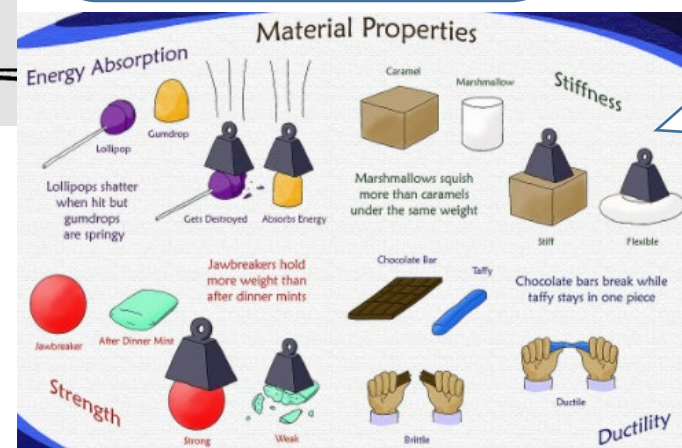 Material Properties
Energy Absorption
Lollipop
Gumdrop
Lollipops shatter
when hit but
gumdrops
are springy
Gets Destroyed
Absorbs Energy
Caramel
Marshmallow
Stiffness
Marshmallows squish
more than caramels
under the same weight
Stiff
Flexible
Jawbreaker
After Dinner Mint
Jawbreakers hold
more weight than
after dinner mints
Strength
Strong
Weak
Chocolate Bar
Taffy
Chocolate bars break while
taffy stays in one piece
Brittle
Ductile
Ductility